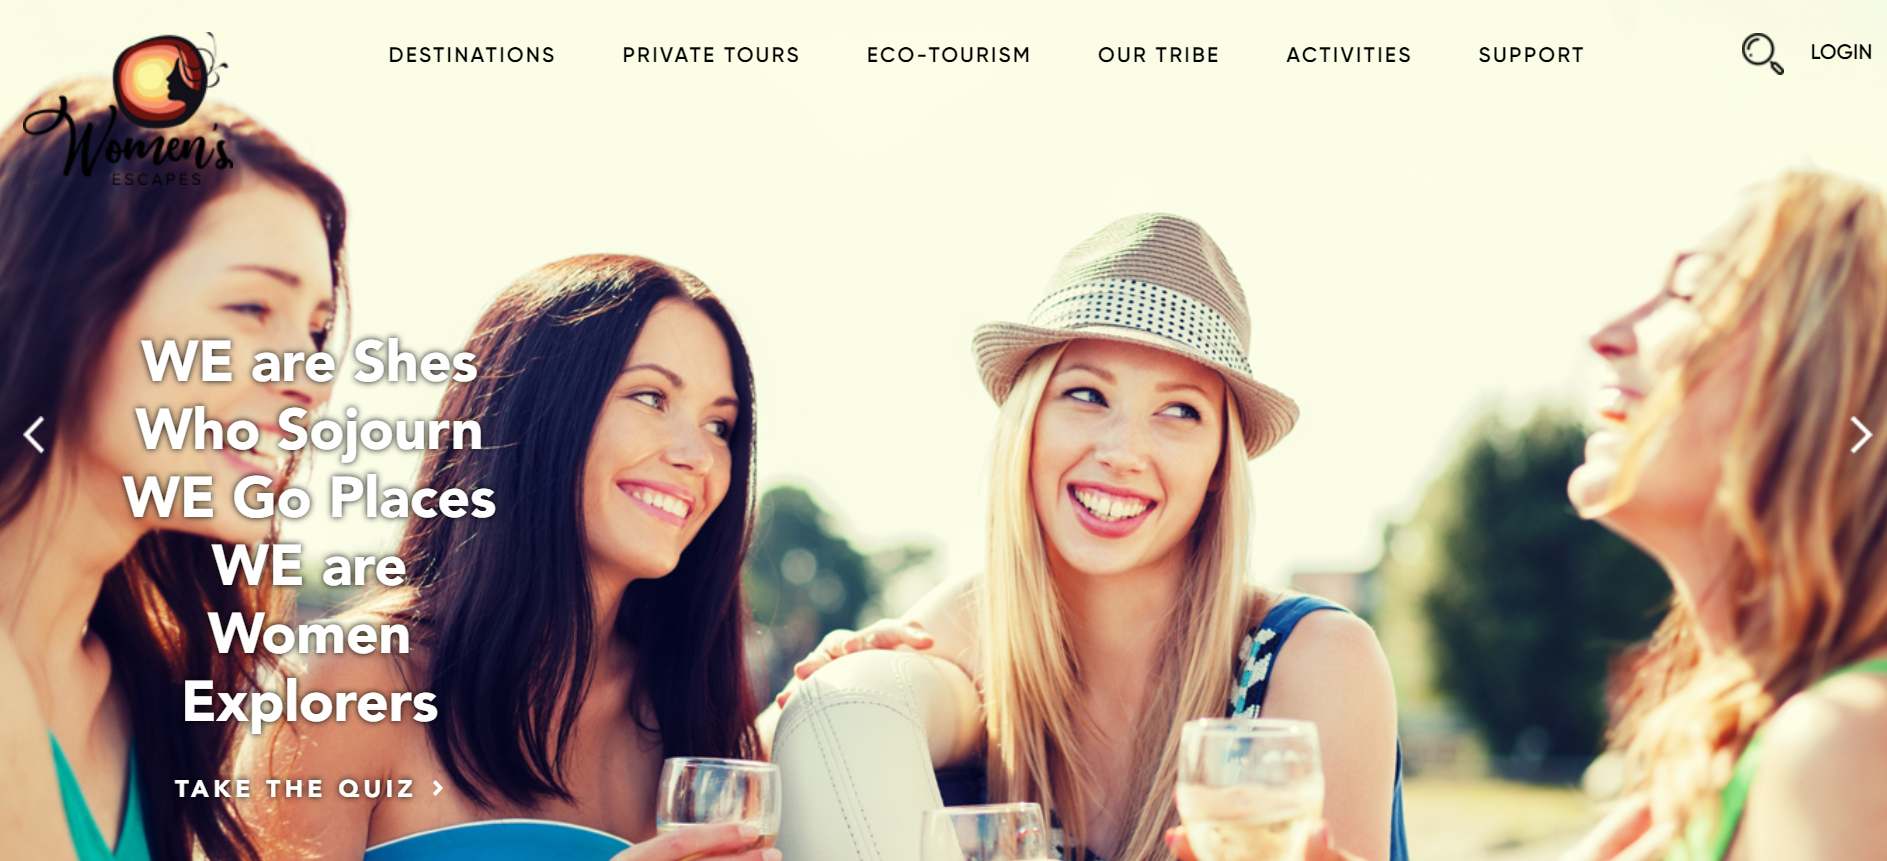 Women's
ESCAPES
DESTINATIONS
PRIVATE TOURS
ECO-TOURISM
OUR TRIBE
ACTIVITIES
SUPPORT
LOGIN
WE are Shes
Who Sojourn
WE Go Places
WE are
Women
Explorers
TAKE THE QUIZ